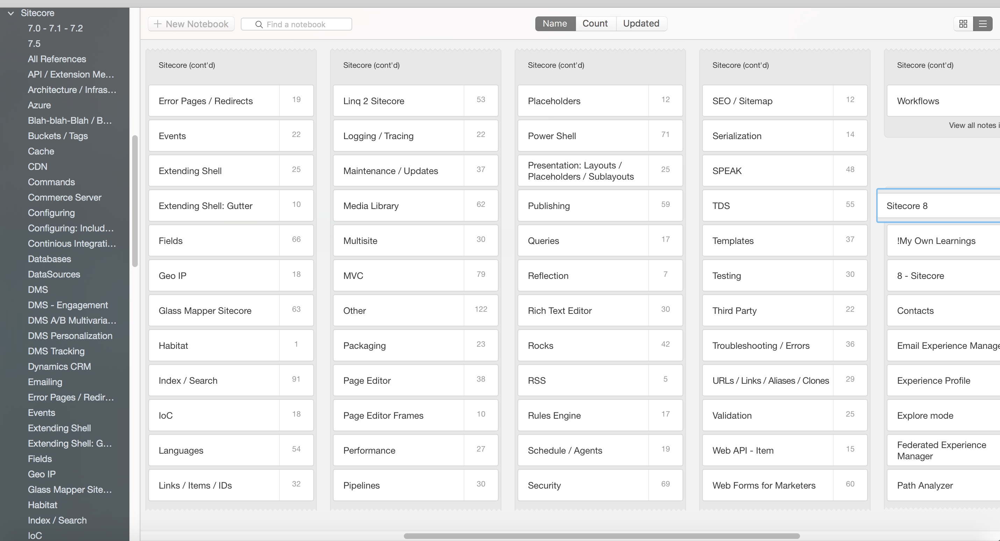 Sitecore
7.0 - 7.1 - 7.2
7.5
All References
API / Extension Me...
Architecture / Infras...
Azure
Blah-blah-Blah / B...
Buckets / Tags
Cache
CDN
Commands
Commerce Server
Configuring
Configuring: Includ...
Continious Integrati...
Databases
DataSources
DMS
DMS - Engagement
DMS A/B Multivaria...
DMS Personalization
DMS Tracking
Dynamics CRM
Emailing
Error Pages / Redir...
Events
Extending Shell
Extending Shell: G...
Fields
Geo IP
Glass Mapper Site...
Habitat
Index / Search
IoC
New Notebook
Find a notebook
Name Count Updated
Sitecore (cont'd)
Error Pages / Redirects 19
Events 22
Extending Shell 25
Extending Shell: Gutter 10
Fields 66
Geo IP 18
Glass Mapper Sitecore 63
Habitat 1
Index / Search 91
IoC 18
Languages 54
Links / Items / IDs 32
Sitecore (cont'd)
Linq 2 Sitecore 53
Logging / Tracing 22
Maintenance / Updates 37
Media Library 62
Multisite 30
MVC 79
Other 122
Packaging 23
Page Editor 38
Page Editor Frames 10
Performance 27
Pipelines 30
Sitecore (cont'd)
Placeholders 12
Power Shell 71
Presentation: Layouts /
Placeholders / Sublayouts 25
Publishing 59
Queries 17
Reflection 7
Rich Text Editor 30
Rocks 42
RSS 5
Rules Engine 17
Schedule / Agents 19
Security 69
Sitecore (cont'd)
SEO / Sitemap 12
Serialization 14
SPEAK 48
TDS 55
Templates 37
Testing 30
Third Party 22
Troubleshooting / Errors 36
URLs / Links / Aliases / Clones 29
Validation 25
Web API - Item 15
Web Forms for Marketers 60
Sitecore (cont'd)
Workflows
View all notes i
Sitecore 8
!My Own Learnings
8 - Sitecore
Contacts
Email Experience Manage
Experience Profile
Explore mode
Federated Experience
Manager
Path Analyzer